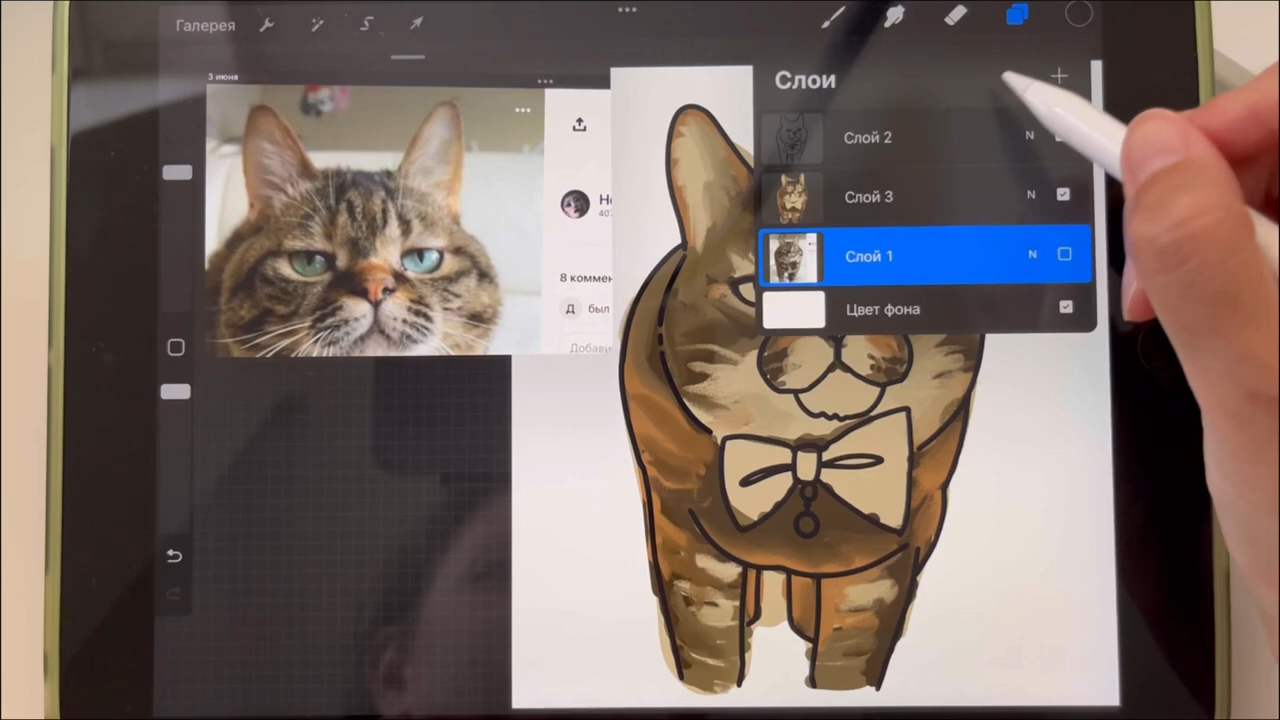 Галерея
3 июня
Слои
Слой 2
N
Слой 3
N
Слой 1
N
Цвет фона
8 коммен
Д был
Добави